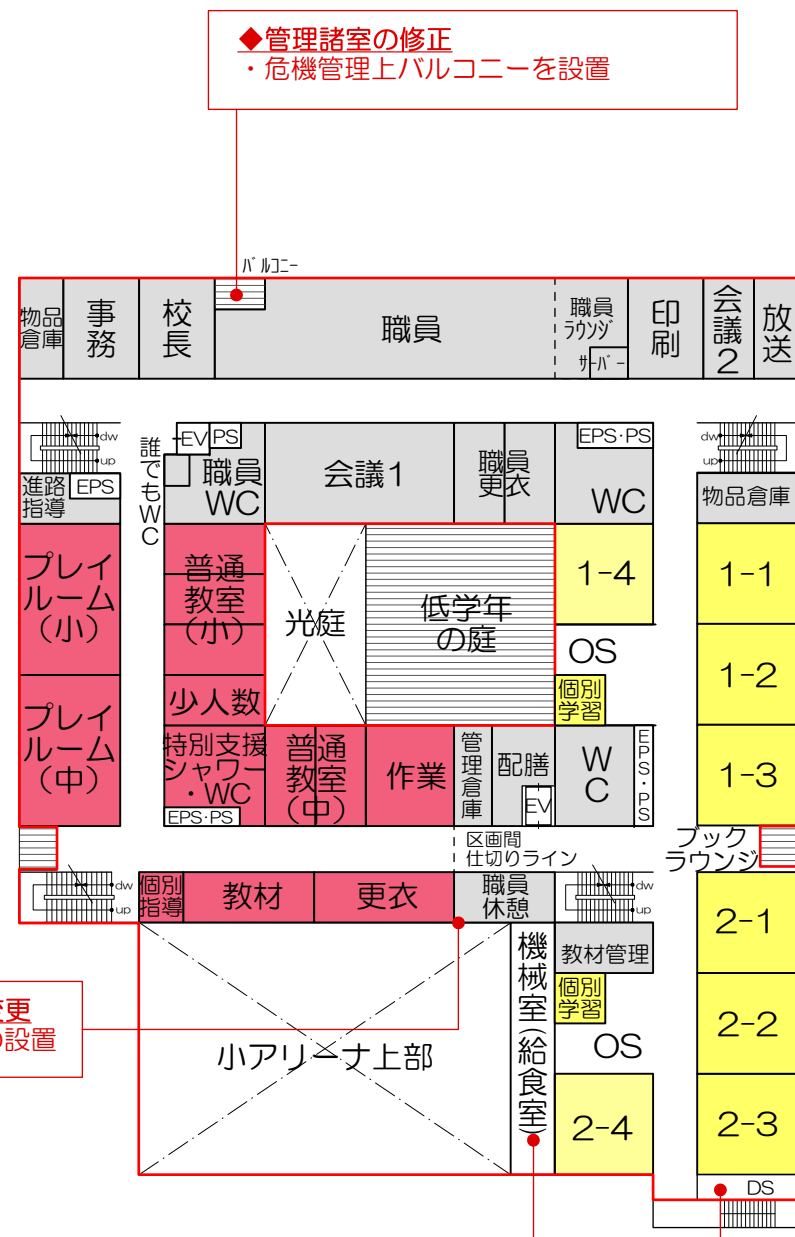 ◆管理諸室の修正
・危機管理上バルコニーを設置
バルコニー
物品
倉庫
事務
校長
職員
職員
ラウンジ
サーバー
印刷
会議2
放送
dw
up
誰でもWC
EV
PS
職員
WC
会議1
職員
更衣
EPS・PS
WC
dw
up
進路
指導
EPS
物品倉庫
プレイ
ルーム
(小)
普通
教室
(小)
光庭
低学年
の庭
1-4
1-1
OS
1-2
少人数
個別
学習
プレイ
ルーム
(中)
特別支援
シャワー
・WC
EPS・PS
普通
教室
(中)
作業
管理倉庫
配膳
EV
WC
EPS・PS
1-3
区画間
仕切りライン
ブック
ラウンジ
dw
up
個別
指導
教材
更衣
職員
休憩
dw
up
2-1
機械室(給食室)
教材管理
個別
学習
更
設置
小アリーナ上部
OS
2-2
2-4
2-3
DS